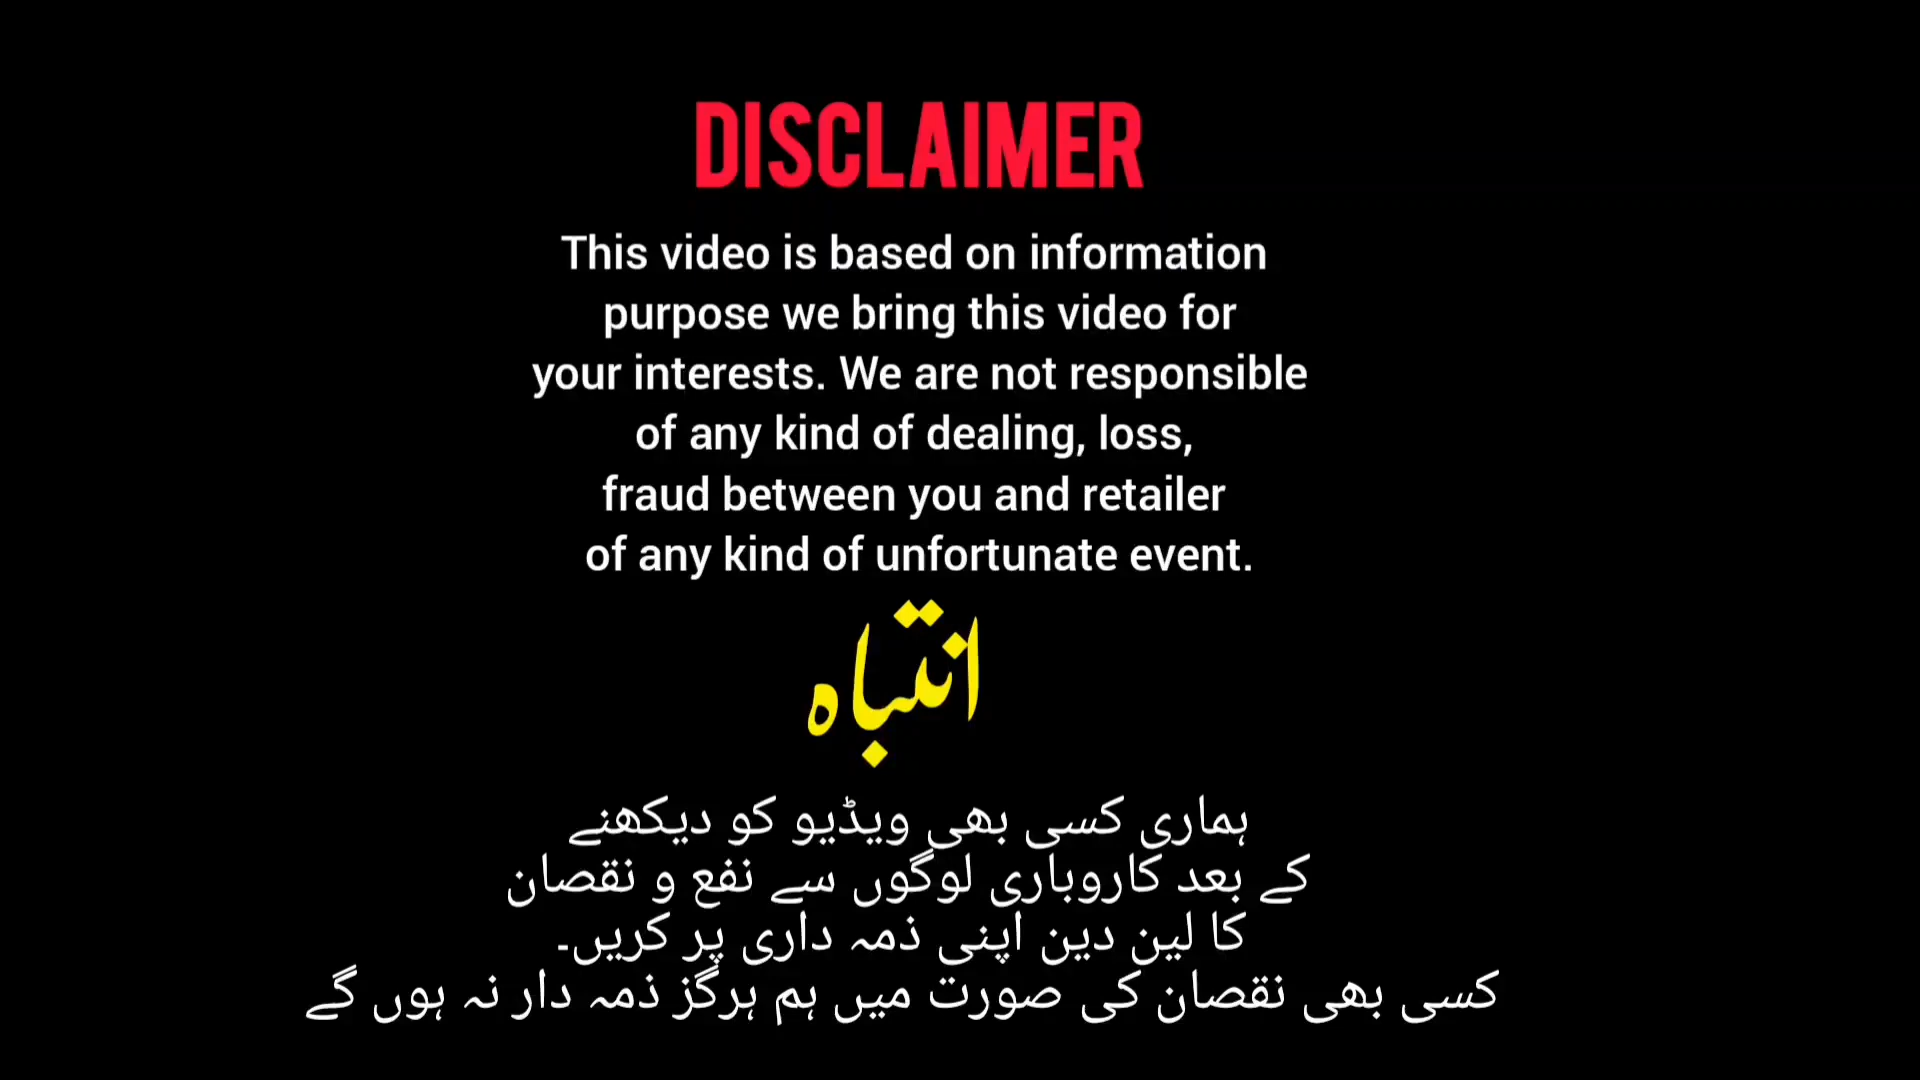 DISCLAIMER
This video is based on information
purpose we bring this video for
your interests. We are not responsible
of any kind of dealing, loss,
fraud between you and retailer
of any kind of unfortunate event.
انتباہ
ہماری کسی بھی ویڈیو کو دیکھنے
کے بعد کاروباری لوگوں سے نفع و نقصان
کا لین دین اپنی ذمہ داری پر کریں۔
کسی بھی نقصان کی صورت میں ہم ہرگز ذمہ دار نہ ہوں گے